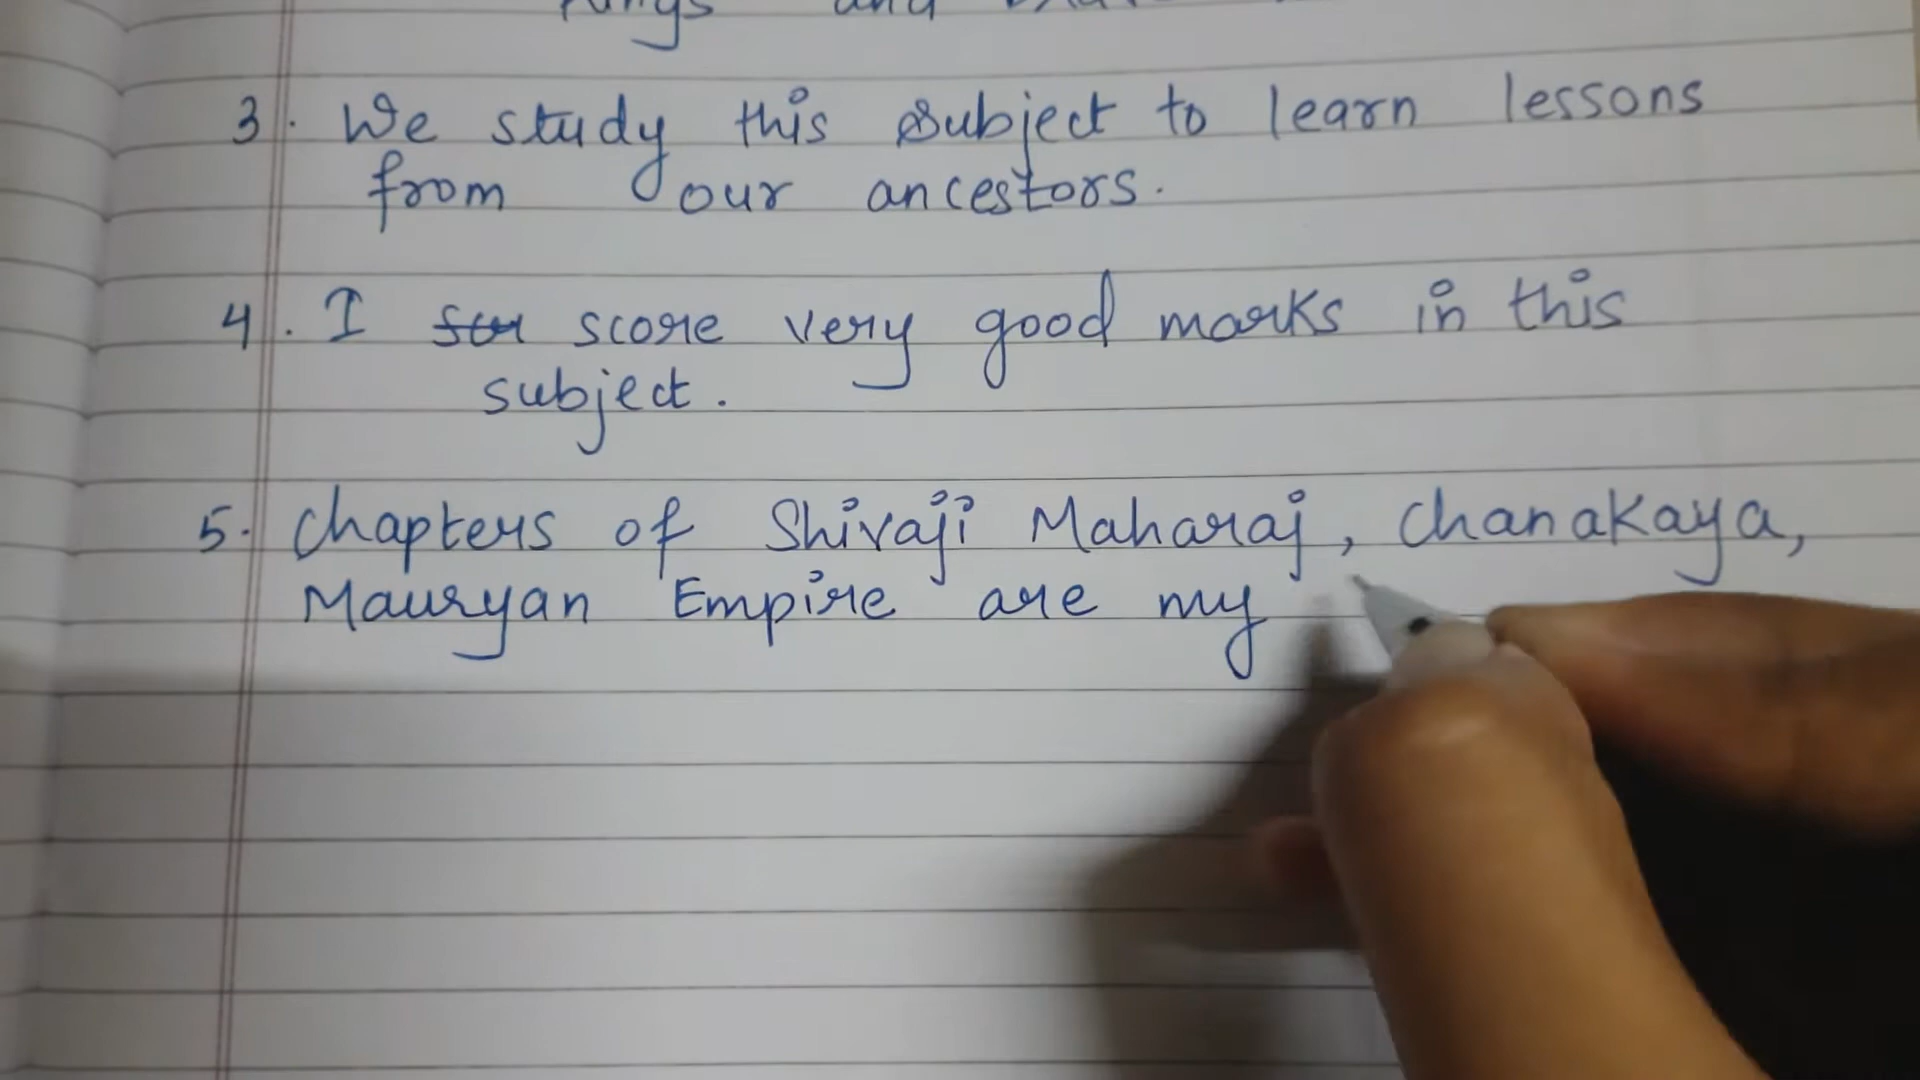 and
3. We study this subject to learn lessons
from our ancestors.
4. I score very good marks in this
subject.
5. Chapters of Shivaji Maharaj, Chanakaya,
Mauryan Empire are my